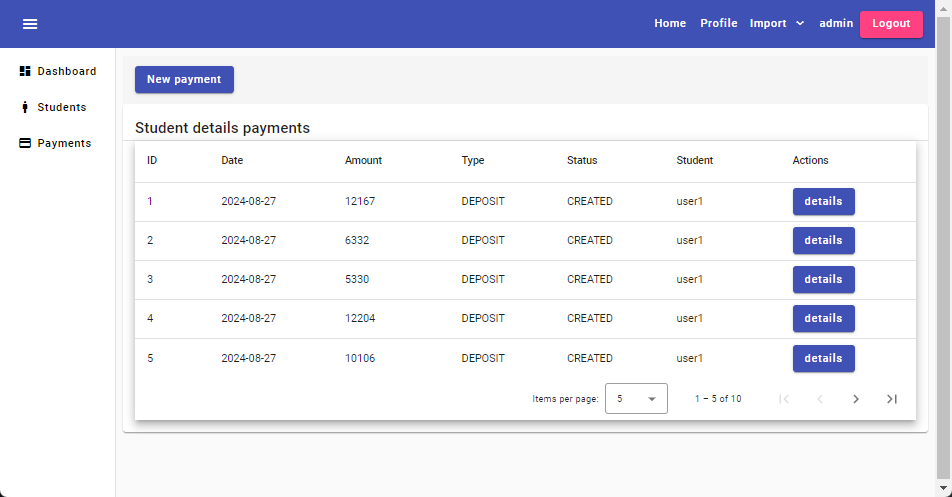 Home Profile Import admin Logout
Dashboard
Students
Payments
New payment
Student details payments
ID Date Amount Type Status Student Actions
1 2024-08-27 12167 DEPOSIT CREATED user1 details
2 2024-08-27 6332 DEPOSIT CREATED user1 details
3 2024-08-27 5330 DEPOSIT CREATED user1 details
4 2024-08-27 12204 DEPOSIT CREATED user1 details
5 2024-08-27 10106 DEPOSIT CREATED user1 details
Items per page: 5 1 – 5 of 10